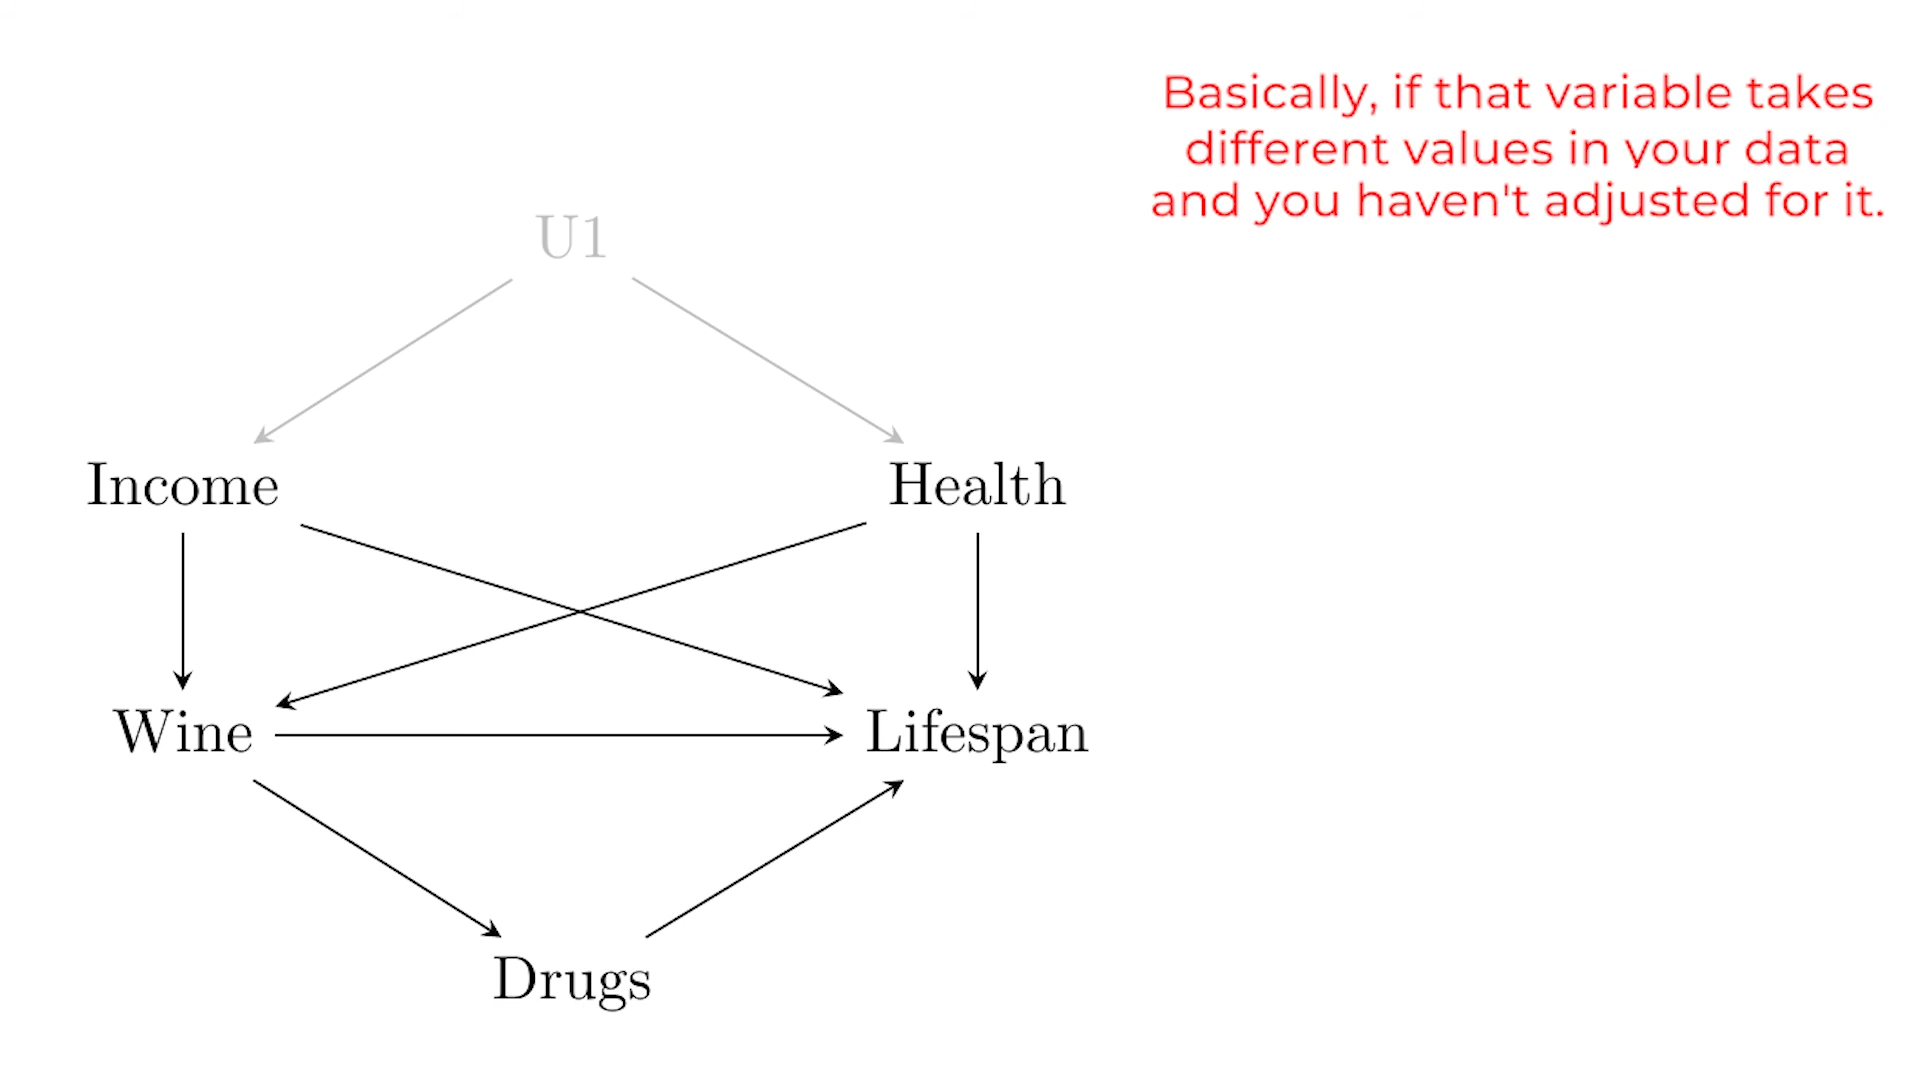 Basically, if that variable takes
different values in your data
and you haven't adjusted for it.
U1
Income
Health
Wine
Lifespan
Drugs